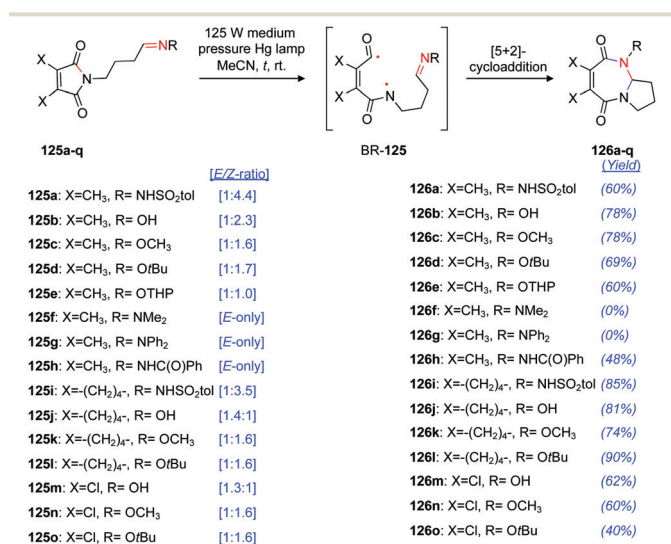 125 W medium
pressure Hg lamp
MeCN, t, rt.
[5+2]-
cycloaddition
O
X
X
N
O
NR
O
X
X
N
O
NR
O
R
N
X
X
N
O
125a-q
BR-125
126a-q
[E/Z-ratio]
125a: X=CH₃, R= NHSO₂tol [1:4.4]
125b: X=CH₃, R= OH [1:2.3]
125c: X=CH₃, R= OCH₃ [1:1.6]
125d: X=CH₃, R= OtBu [1:1.7]
125e: X=CH₃, R= OTHP [1:1.0]
125f: X=CH₃, R= NMe₂ [E-only]
125g: X=CH₃, R= NPh₂ [E-only]
125h: X=CH₃, R= NHC(O)Ph [E-only]
125i: X=-(CH₂)₄-, R= NHSO₂tol [1:3.5]
125j: X=-(CH₂)₄-, R= OH [1.4:1]
125k: X=-(CH₂)₄-, R= OCH₃ [1:1.6]
125l: X=-(CH₂)₄-, R= OtBu [1:1.6]
125m: X=Cl, R= OH [1.3:1]
125n: X=Cl, R= OCH₃ [1:1.6]
125o: X=Cl, R= OtBu [1:1.6]
(Yield)
126a: X=CH₃, R= NHSO₂tol (60%)
126b: X=CH₃, R= OH (78%)
126c: X=CH₃, R= OCH₃ (78%)
126d: X=CH₃, R= OtBu (69%)
126e: X=CH₃, R= OTHP (60%)
126f: X=CH₃, R= NMe₂ (0%)
126g: X=CH₃, R= NPh₂ (0%)
126h: X=CH₃, R= NHC(O)Ph (48%)
126i: X=-(CH₂)₄-, R= NHSO₂tol (85%)
126j: X=-(CH₂)₄-, R= OH (81%)
126k: X=-(CH₂)₄-, R= OCH₃ (74%)
126l: X=-(CH₂)₄-, R= OtBu (90%)
126m: X=Cl, R= OH (62%)
126n: X=Cl, R= OCH₃ (60%)
126o: X=Cl, R= OtBu (40%)